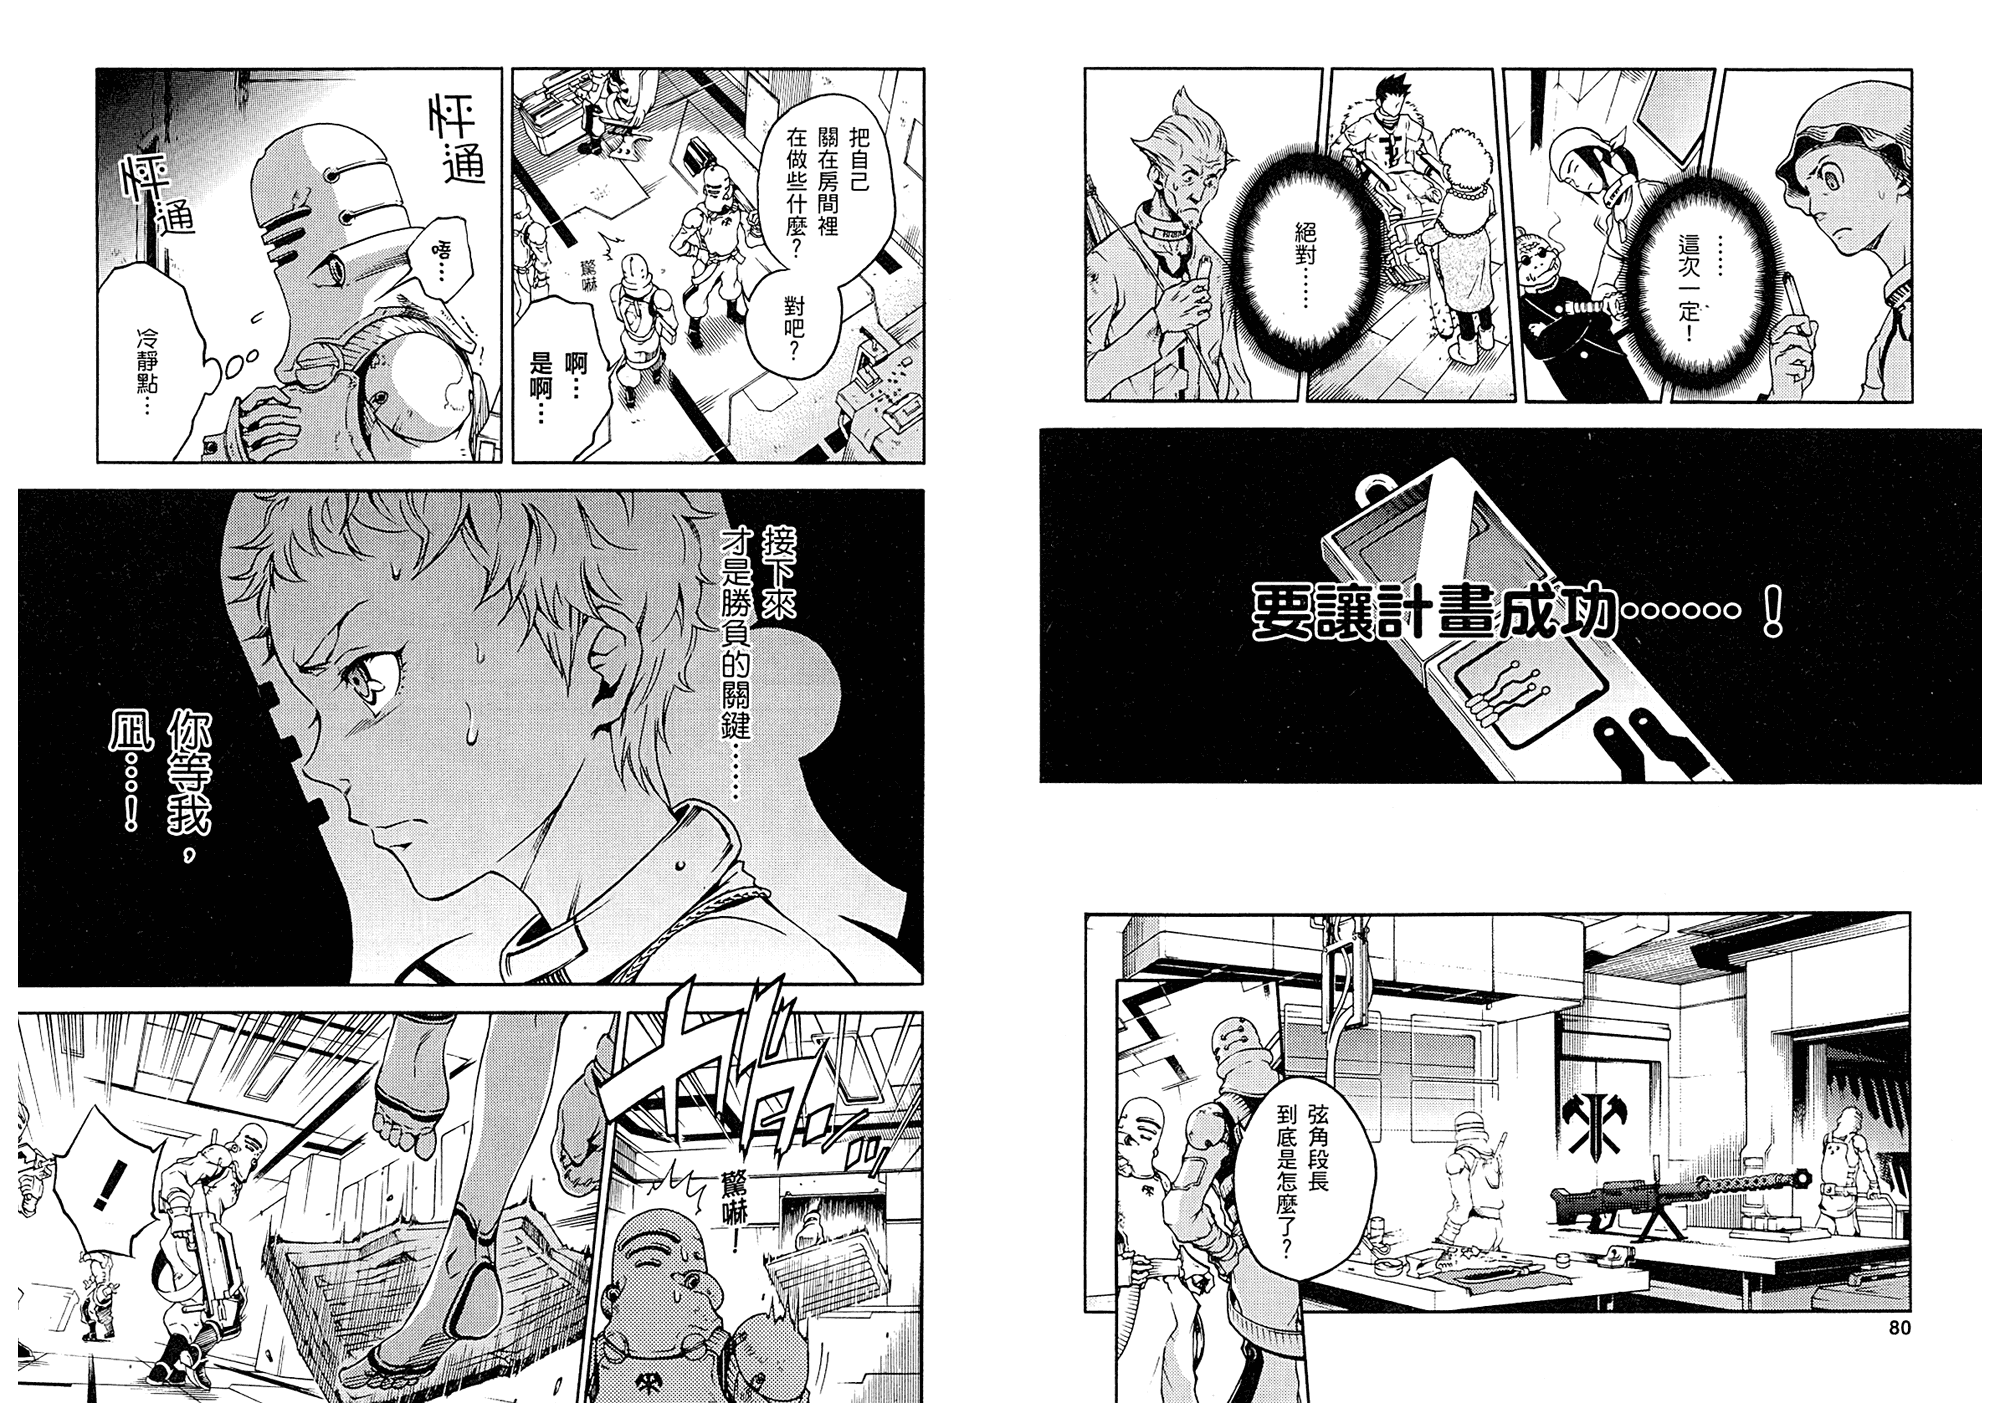 ……
這次一定！
絕對……
要讓計畫成功……！
弦角段長
到底是怎麼了？
80
把自己
關在房間裡
在做些什麼？
對吧？
驚嚇
啊…
是啊…
怦通
怦通
唔…
冷靜點…
接下來
才是勝負的關鍵……
你等我，
凪……！
驚嚇！
！